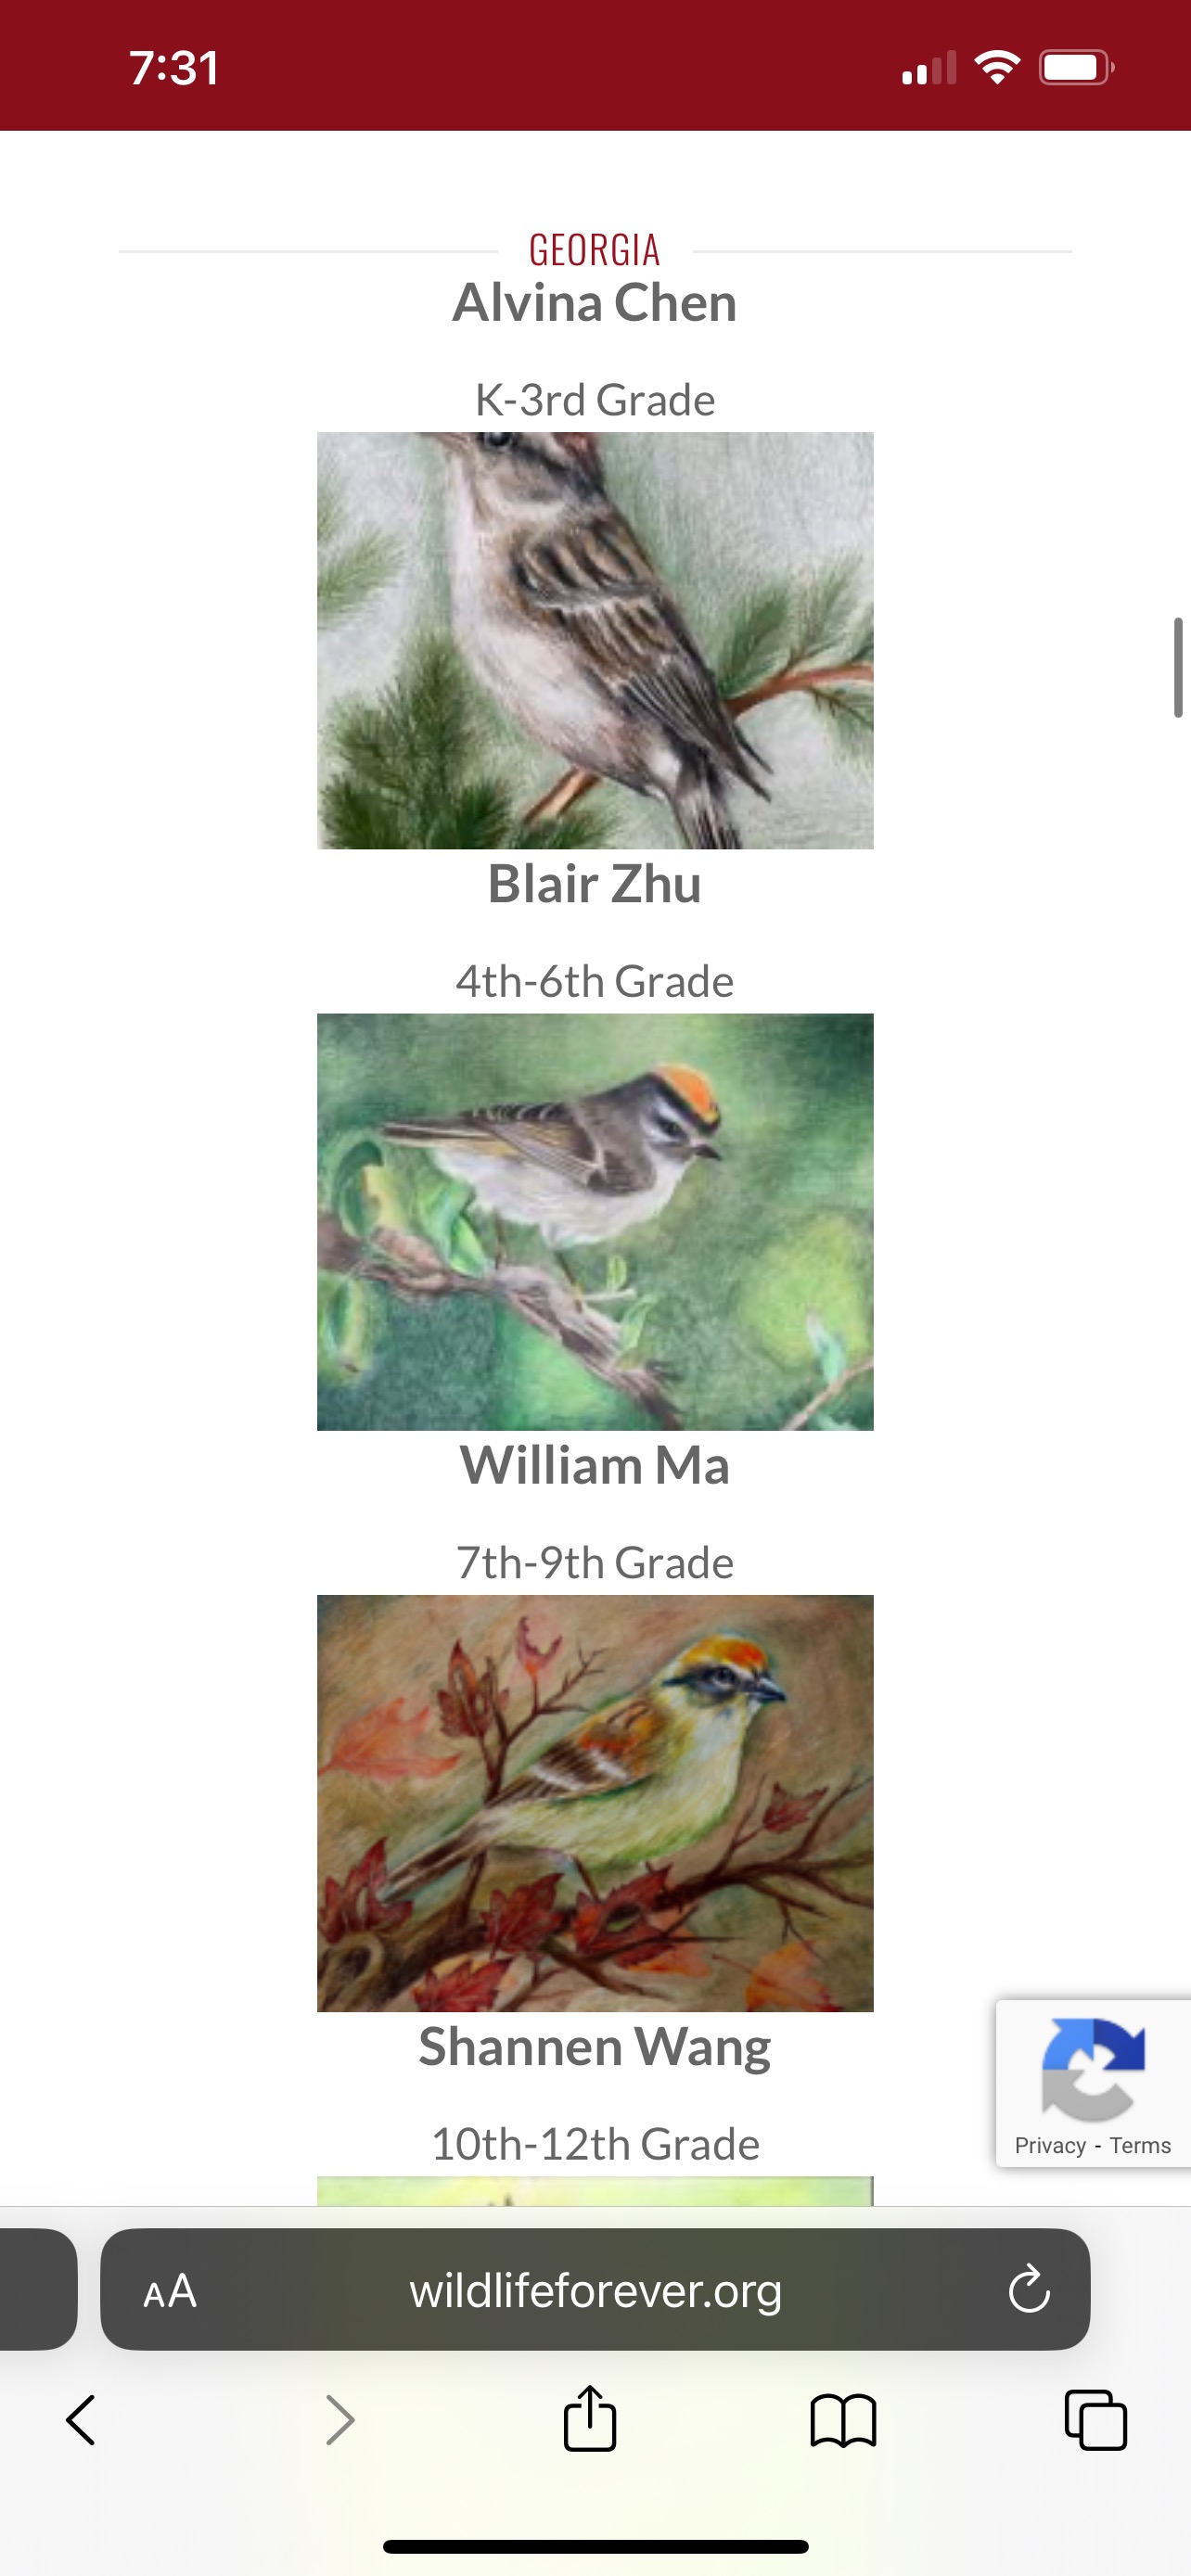 7:31
GEORGIA
Alvina Chen
K-3rd Grade
Blair Zhu
4th-6th Grade
William Ma
7th-9th Grade
Shannen Wang
10th-12th Grade
Privacy - Terms
AA wildlifeforever.org